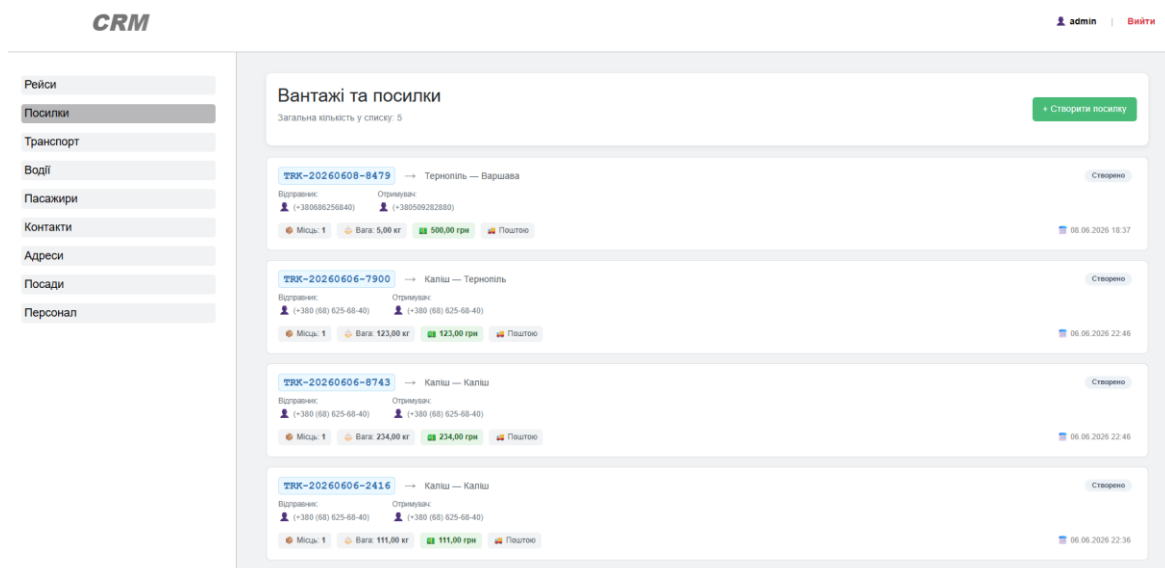 CRM
admin | Вийти
Рейси
Посилки
Транспорт
Водії
Пасажири
Контакти
Адреси
Посади
Персонал
Вантажі та посилки
Загальна кількість у списку: 5
+ Створити посилку
TRK-20260608-8479 → Тернопіль — Варшава
Створено
Відправник: Отримувач:
(+380686256840) (+380509282880)
Місць: 1 Вага: 5,00 кг 500,00 грн Поштою
08.06.2026 18:37
TRK-20260606-7900 → Каліш — Тернопіль
Створено
Відправник: Отримувач:
(+380 (68) 625-68-40) (+380 (68) 625-68-40)
Місць: 1 Вага: 123,00 кг 123,00 грн Поштою
06.06.2026 22:46
TRK-20260606-8743 → Каліш — Каліш
Створено
Відправник: Отримувач:
(+380 (68) 625-68-40) (+380 (68) 625-68-40)
Місць: 1 Вага: 234,00 кг 234,00 грн Поштою
06.06.2026 22:46
TRK-20260606-2416 → Каліш — Каліш
Створено
Відправник: Отримувач:
(+380 (68) 625-68-40) (+380 (68) 625-68-40)
Місць: 1 Вага: 111,00 кг 111,00 грн Поштою
06.06.2026 22:36